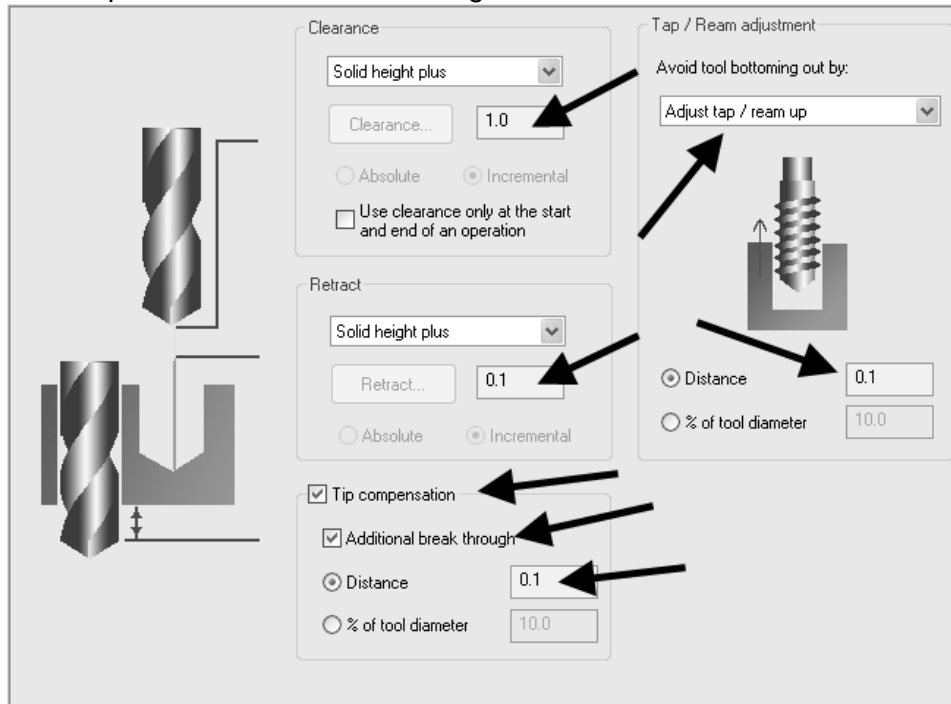 Clearance
Solid height plus
Clearance...
1.0
Absolute
Incremental
Use clearance only at the start
and end of an operation
Retract
Solid height plus
Retract...
0.1
Absolute
Incremental
Tip compensation
Additional break through
Distance
0.1
% of tool diameter
10.0
Tap / Ream adjustment
Avoid tool bottoming out by:
Adjust tap / ream up
Distance
0.1
% of tool diameter
10.0